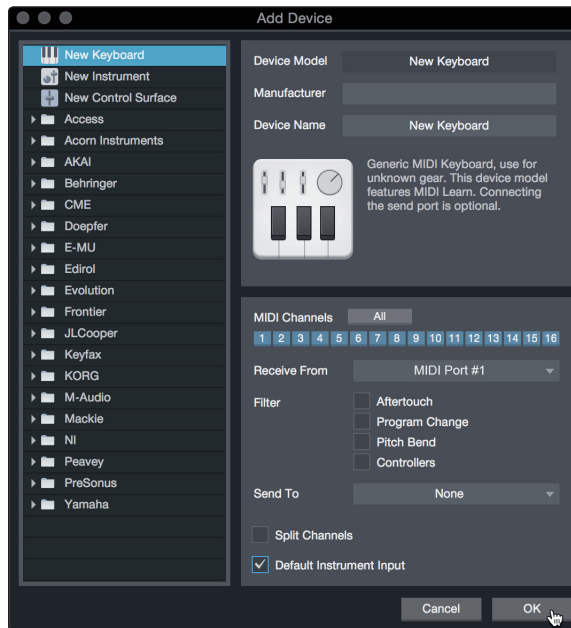 Add Device
New Keyboard
New Instrument
New Control Surface
Access
Acorn Instruments
AKAI
Behringer
CME
Doepfer
E-MU
Edirol
Evolution
Frontier
JLCooper
Keyfax
KORG
M-Audio
Mackie
NI
Peavey
PreSonus
Yamaha
Device Model New Keyboard
Manufacturer
Device Name New Keyboard
Generic MIDI Keyboard, use for
unknown gear. This device model
features MIDI Learn. Connecting
the send port is optional.
MIDI Channels All
1 2 3 4 5 6 7 8 9 10 11 12 13 14 15 16
Receive From MIDI Port #1
Filter Aftertouch
Program Change
Pitch Bend
Controllers
Send To None
Split Channels
Default Instrument Input
Cancel OK